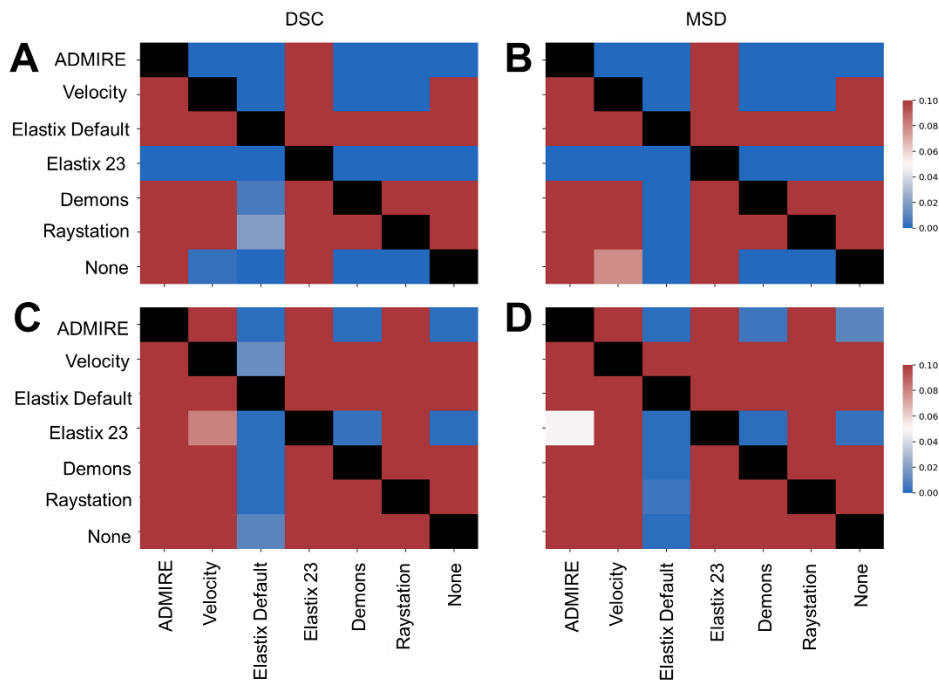 DSC
MSD
A
B
ADMIRE
Velocity
Elastix Default
Elastix 23
Demons
Raystation
None
0.10
0.08
0.06
0.04
0.02
0.00
C
D
ADMIRE
Velocity
Elastix Default
Elastix 23
Demons
Raystation
None
0.10
0.08
0.06
0.04
0.02
0.00
ADMIRE
Velocity
Elastix Default
Elastix 23
Demons
Raystation
None
ADMIRE
Velocity
Elastix Default
Elastix 23
Demons
Raystation
None